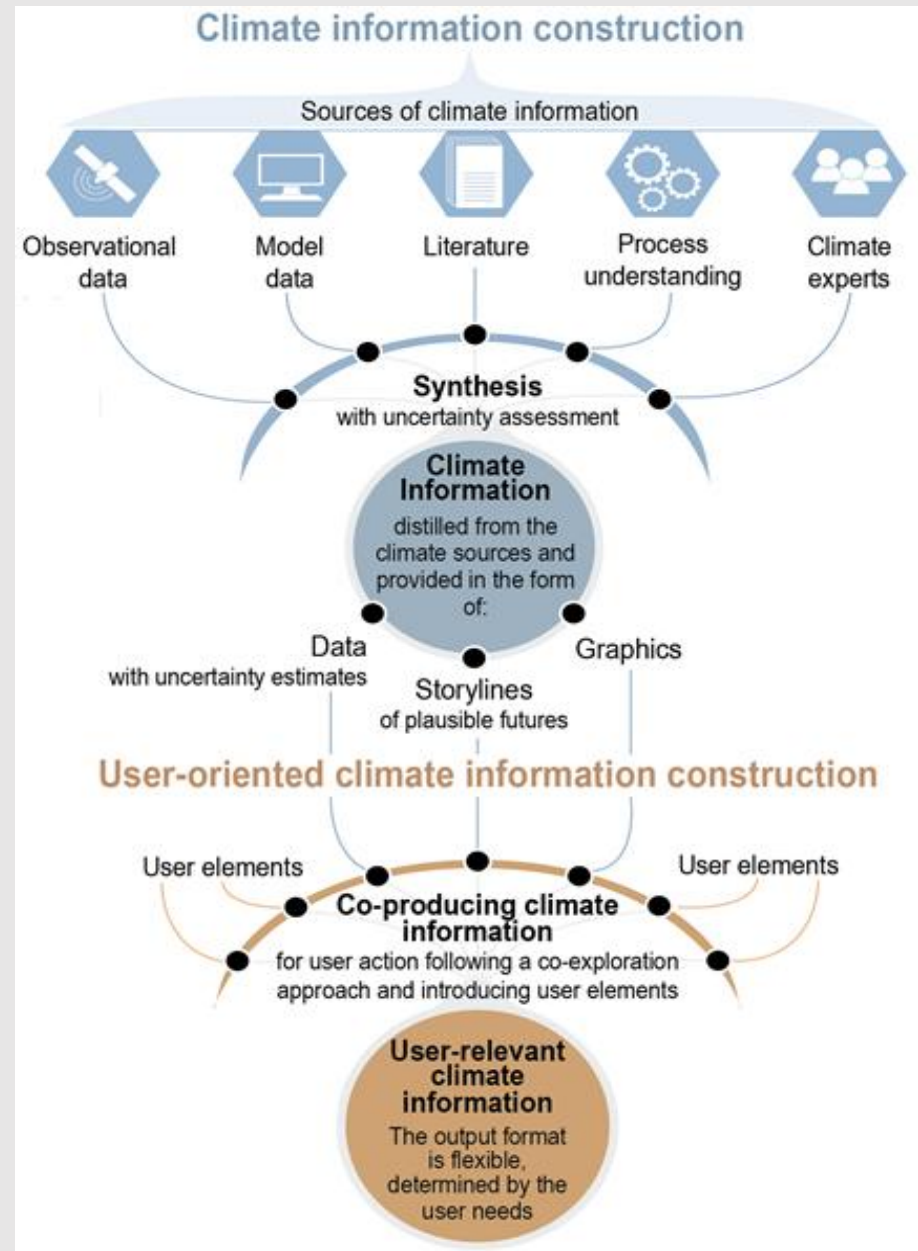 Climate information construction
Sources of climate information
Observational
data
Model
data
Literature
Process
understanding
Climate
experts
Synthesis
with uncertainty assessment
Climate
Information
distilled from the
climate sources and
provided in the form
of:
Data
with uncertainty estimates
Storylines
of plausible futures
Graphics
User-oriented climate information construction
User elements
User elements
Co-producing climate
information
for user action following a co-exploration
approach and introducing user elements
User-relevant
climate
information
The output format
is flexible,
determined by the
user needs